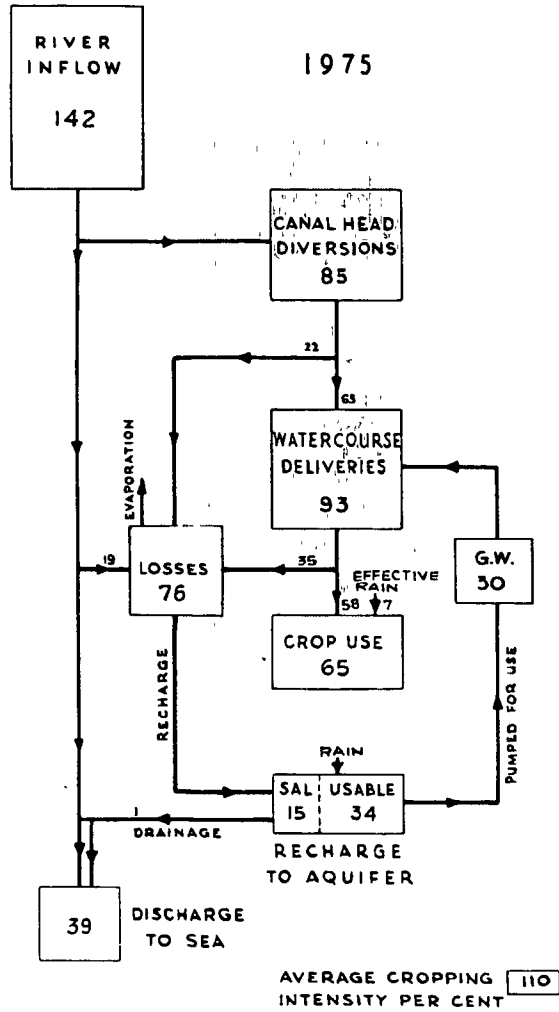 RIVER
INFLOW
142
1975
CANAL HEAD
DIVERSIONS
85
22
63
WATERCOURSE
DELIVERIES
93
EVAPORATION
19
LOSSES
76
35
EFFECTIVE
RAIN
58
7
G.W.
30
CROP USE
65
RECHARGE
PUMPED FOR USE
RAIN
SAL
15
USABLE
34
1
DRAINAGE
RECHARGE
TO AQUIFER
39
DISCHARGE
TO SEA
AVERAGE CROPPING
INTENSITY PER CENT
110